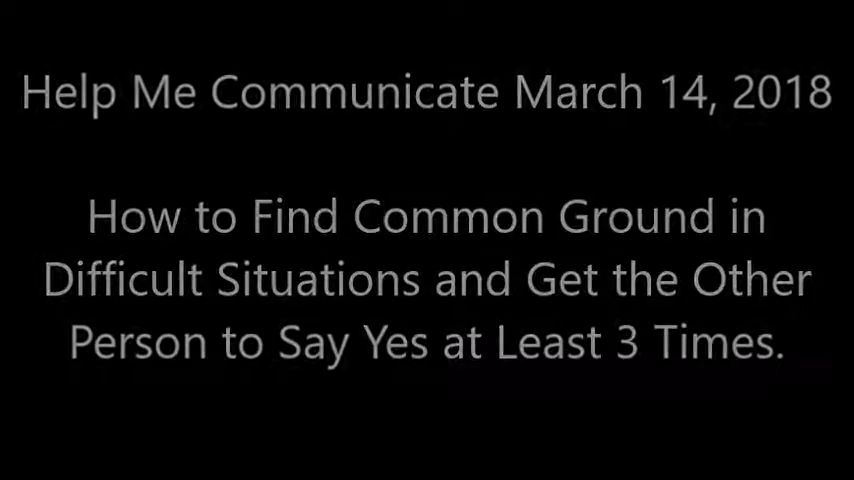 Help Me Communicate March 14, 2018
How to Find Common Ground in
Difficult Situations and Get the Other
Person to Say Yes at Least 3 Times.